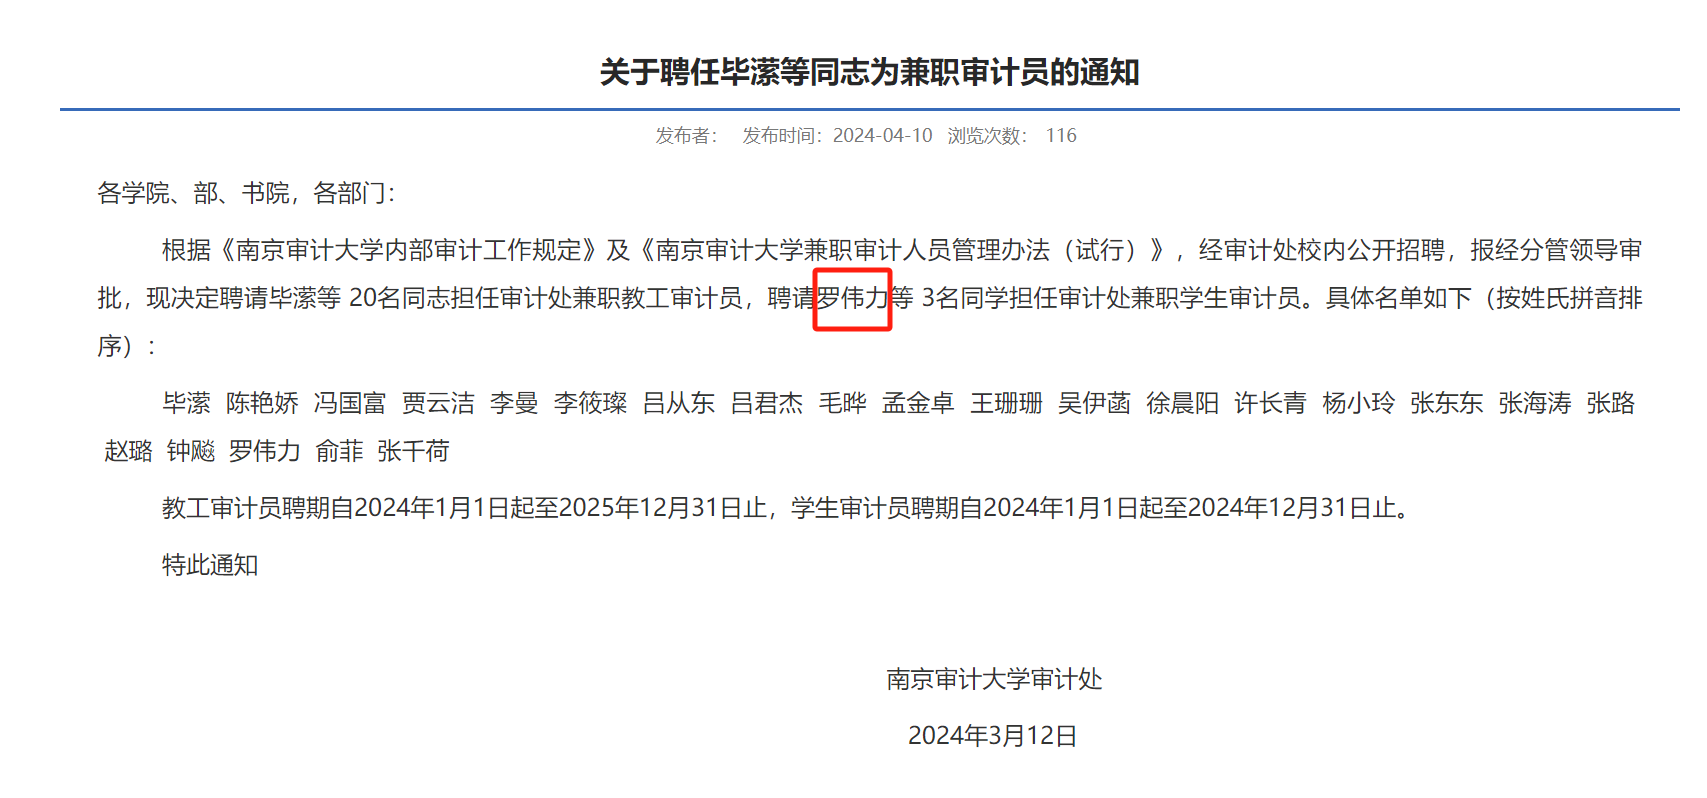 关于聘任毕潆等同志为兼职审计员的通知
发布者： 发布时间：2024-04-10 浏览次数： 116
各学院、部、书院，各部门：
根据《南京审计大学内部审计工作规定》及《南京审计大学兼职审计人员管理办法（试行）》，经审计处校内公开招聘，报经分管领导审
批，现决定聘请毕潆等 20名同志担任审计处兼职教工审计员，聘请罗伟力等 3名同学担任审计处兼职学生审计员。具体名单如下（按姓氏拼音排
序）：
毕潆 陈艳娇 冯国富 贾云洁 李曼 李筱璨 吕从东 吕君杰 毛晔 孟金卓 王珊珊 吴伊菡 徐晨阳 许长青 杨小玲 张东东 张海涛 张路
赵璐 钟飚 罗伟力 俞菲 张千荷
教工审计员聘期自2024年1月1日起至2025年12月31日止，学生审计员聘期自2024年1月1日起至2024年12月31日止。
特此通知
南京审计大学审计处
2024年3月12日